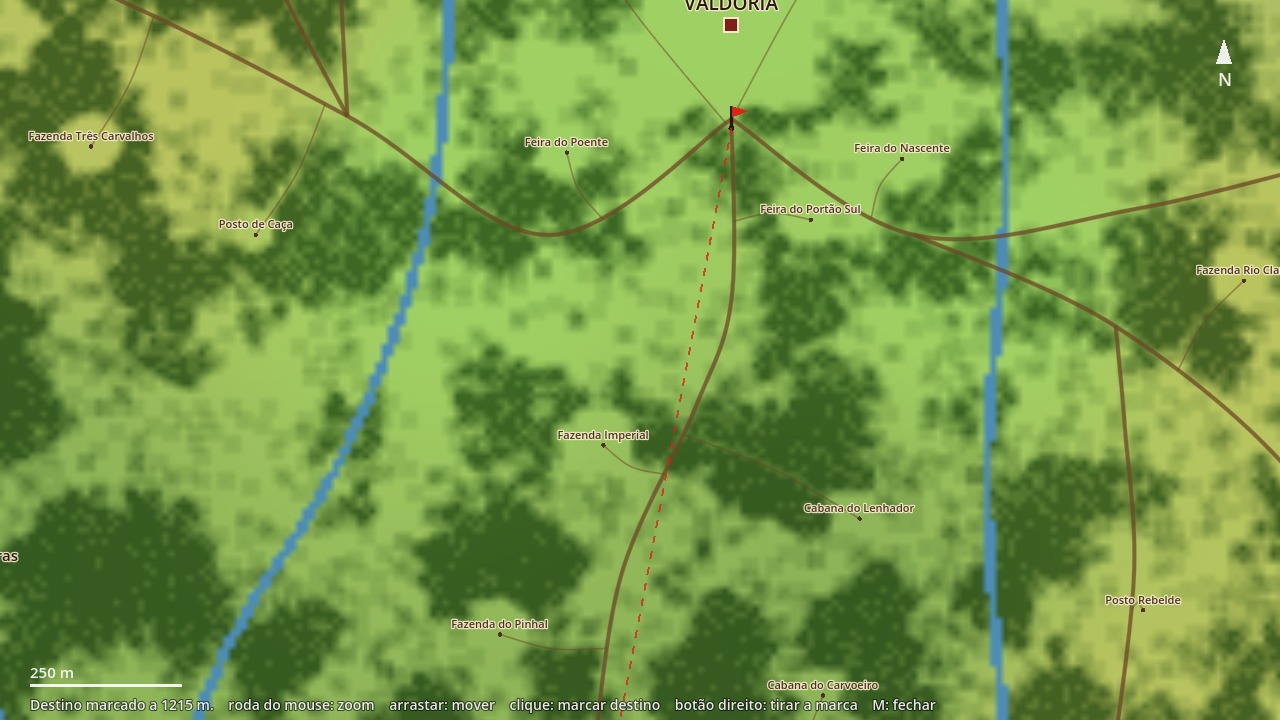 VALDORIA
N
Fazenda Três Carvalhos
Feira do Poente
Feira do Nascente
Feira do Portão Sul
Posto de Caça
Fazenda Rio Cla
Fazenda Imperial
Cabana do Lenhador
ras
Posto Rebelde
Fazenda do Pinhal
250 m
Cabana do Carvoeiro
Destino marcado a 1215 m. roda do mouse: zoom arrastar: mover clique: marcar destino botão direito: tirar a marca M: fechar